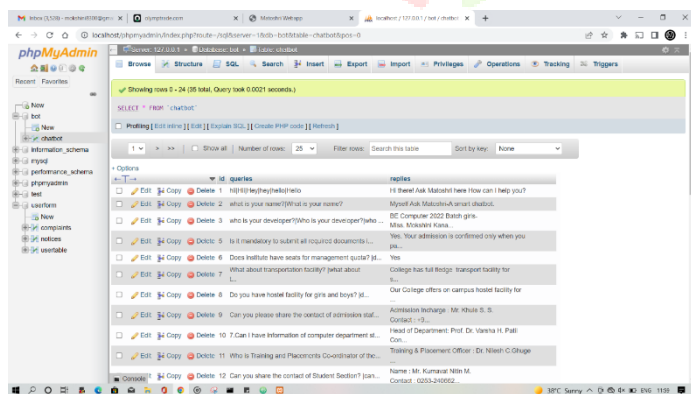 Inbox (3,538) - mokshini8038@gm
olymptrade.com
Matoshri Webapp
localhost / 127.0.0.1 / bot / chatbot
localhost/phpmyadmin/index.php?route=/sql&server=1&db=bot&table=chatbot&pos=0
phpMyAdmin
Recent Favorites
New
bot
New
chatbot
information_schema
mysql
performance_schema
phpmyadmin
test
userform
New
complaints
notices
usertable
Server: 127.0.0.1 » Database: bot » Table: chatbot
Browse Structure SQL Search Insert Export Import Privileges Operations Tracking Triggers
Showing rows 0 - 24 (35 total, Query took 0.0021 seconds.)
SELECT * FROM `chatbot`
Profiling [ Edit inline ] [ Edit ] [ Explain SQL ] [ Create PHP code ] [ Refresh ]
1 > >> Show all Number of rows: 25 Filter rows: Search this table Sort by key: None
+ Options
id queries replies
Edit Copy Delete 1 hi|HI|Hey|hey|hello|Hello Hi there! Ask Matoshri here How can I help you?
Edit Copy Delete 2 what is your name?|What is your name? Myself Ask Matoshri-A smart chatbot.
Edit Copy Delete 3 who is your developer?|Who is your developer?|who ... BE Computer 2022 Batch girls.
Miss. Mokshini Kana...
Edit Copy Delete 5 Is it mandatory to submit all required documents i... Yes. Your admission is confirmed only when you
pa...
Edit Copy Delete 6 Does Institute have seats for management quota? |d... Yes
Edit Copy Delete 7 What about transportation facility? |what about
t... College has full fledge transport facility for
s...
Edit Copy Delete 8 Do you have hostel facility for girls and boys? |d... Our College offers on campus hostel facility for
...
Edit Copy Delete 9 Can you please share the contact of admission staf... Admission Incharge : Mr. Khule S. B.
Contact : +9...
Edit Copy Delete 10 7.Can I have information of computer department st... Head of Department: Prof. Dr. Varsha H. Patil
Con...
Edit Copy Delete 11 Who is Training and Placements Co-ordinator of the... Training & Placement Officer : Dr. Nilesh C.Ghuge
...
Edit Copy Delete 12 Can you share the contact of Student Section? |can... Name : Mr. Kumavat Nitin M.
Contact : 0253-246662...
Console
38°C Sunny
ENG 1159